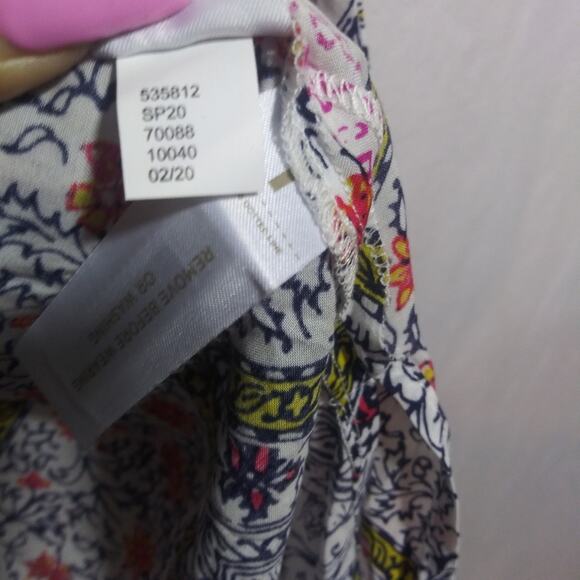 535812
SP20
70088
10040
02/20
REMOVE BEFORE WEARING
OR WASHING